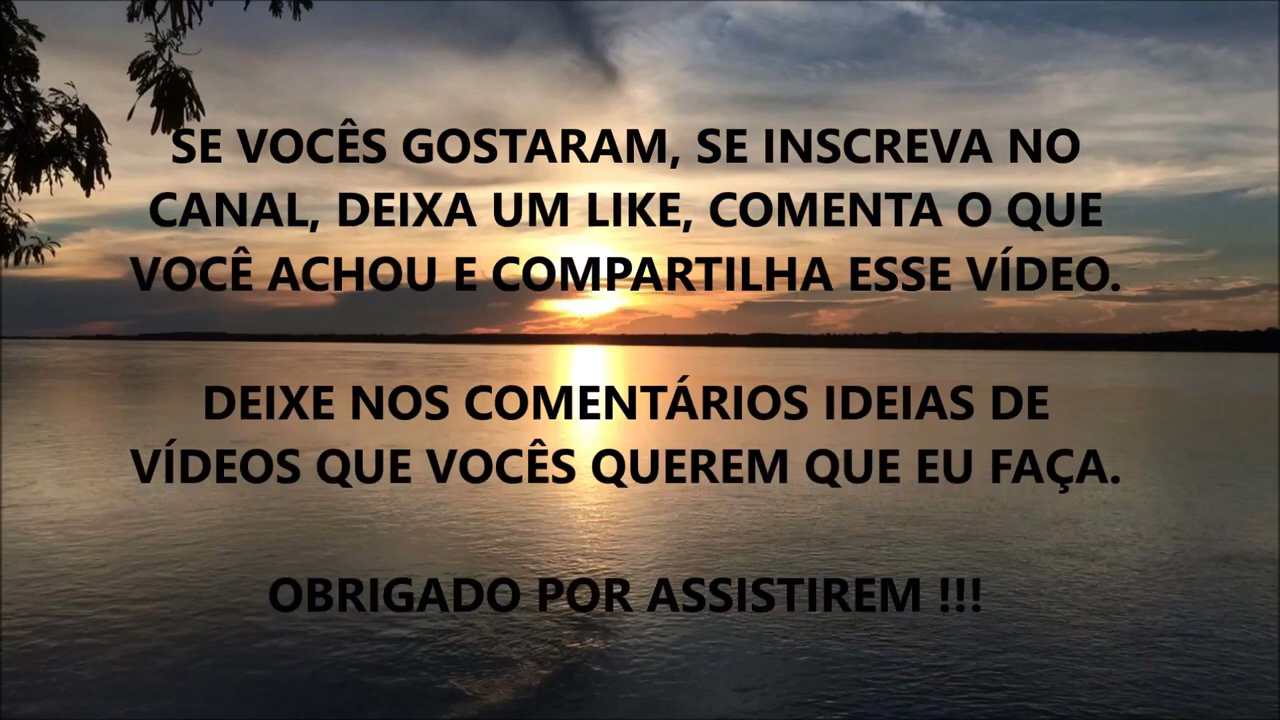 SE VOCÊS GOSTARAM, SE INSCREVA NO
CANAL, DEIXA UM LIKE, COMENTA O QUE
VOCÊ ACHOU E COMPARTILHA ESSE VÍDEO.
DEIXE NOS COMENTÁRIOS IDEIAS DE
VÍDEOS QUE VOCÊS QUEREM QUE EU FAÇA.
OBRIGADO POR ASSISTIREM !!!